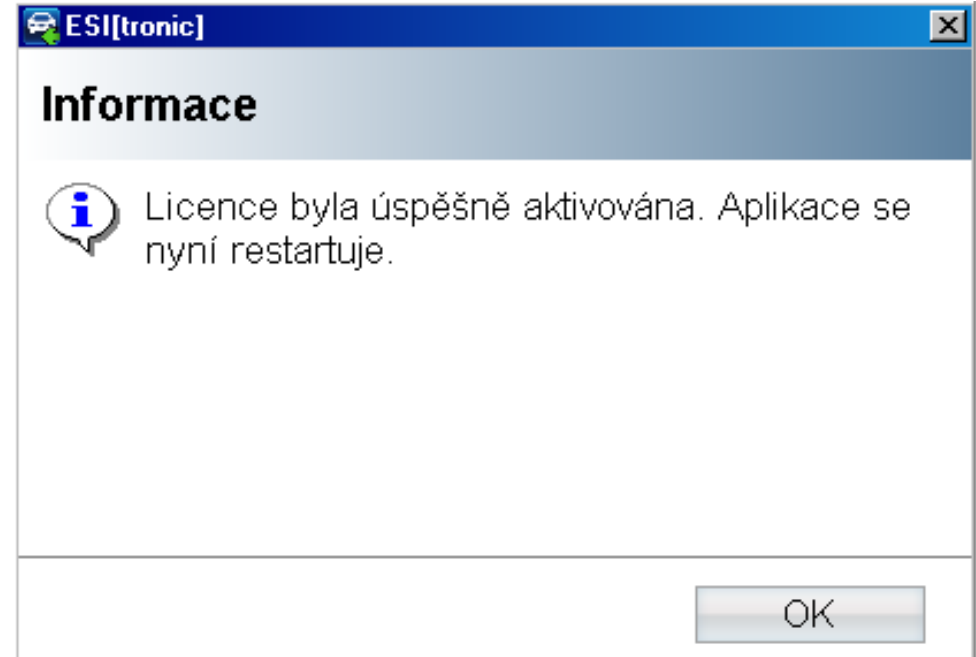 ESI[tronic]
Informace
Licence byla úspěšně aktivována. Aplikace se
nyní restartuje.
OK